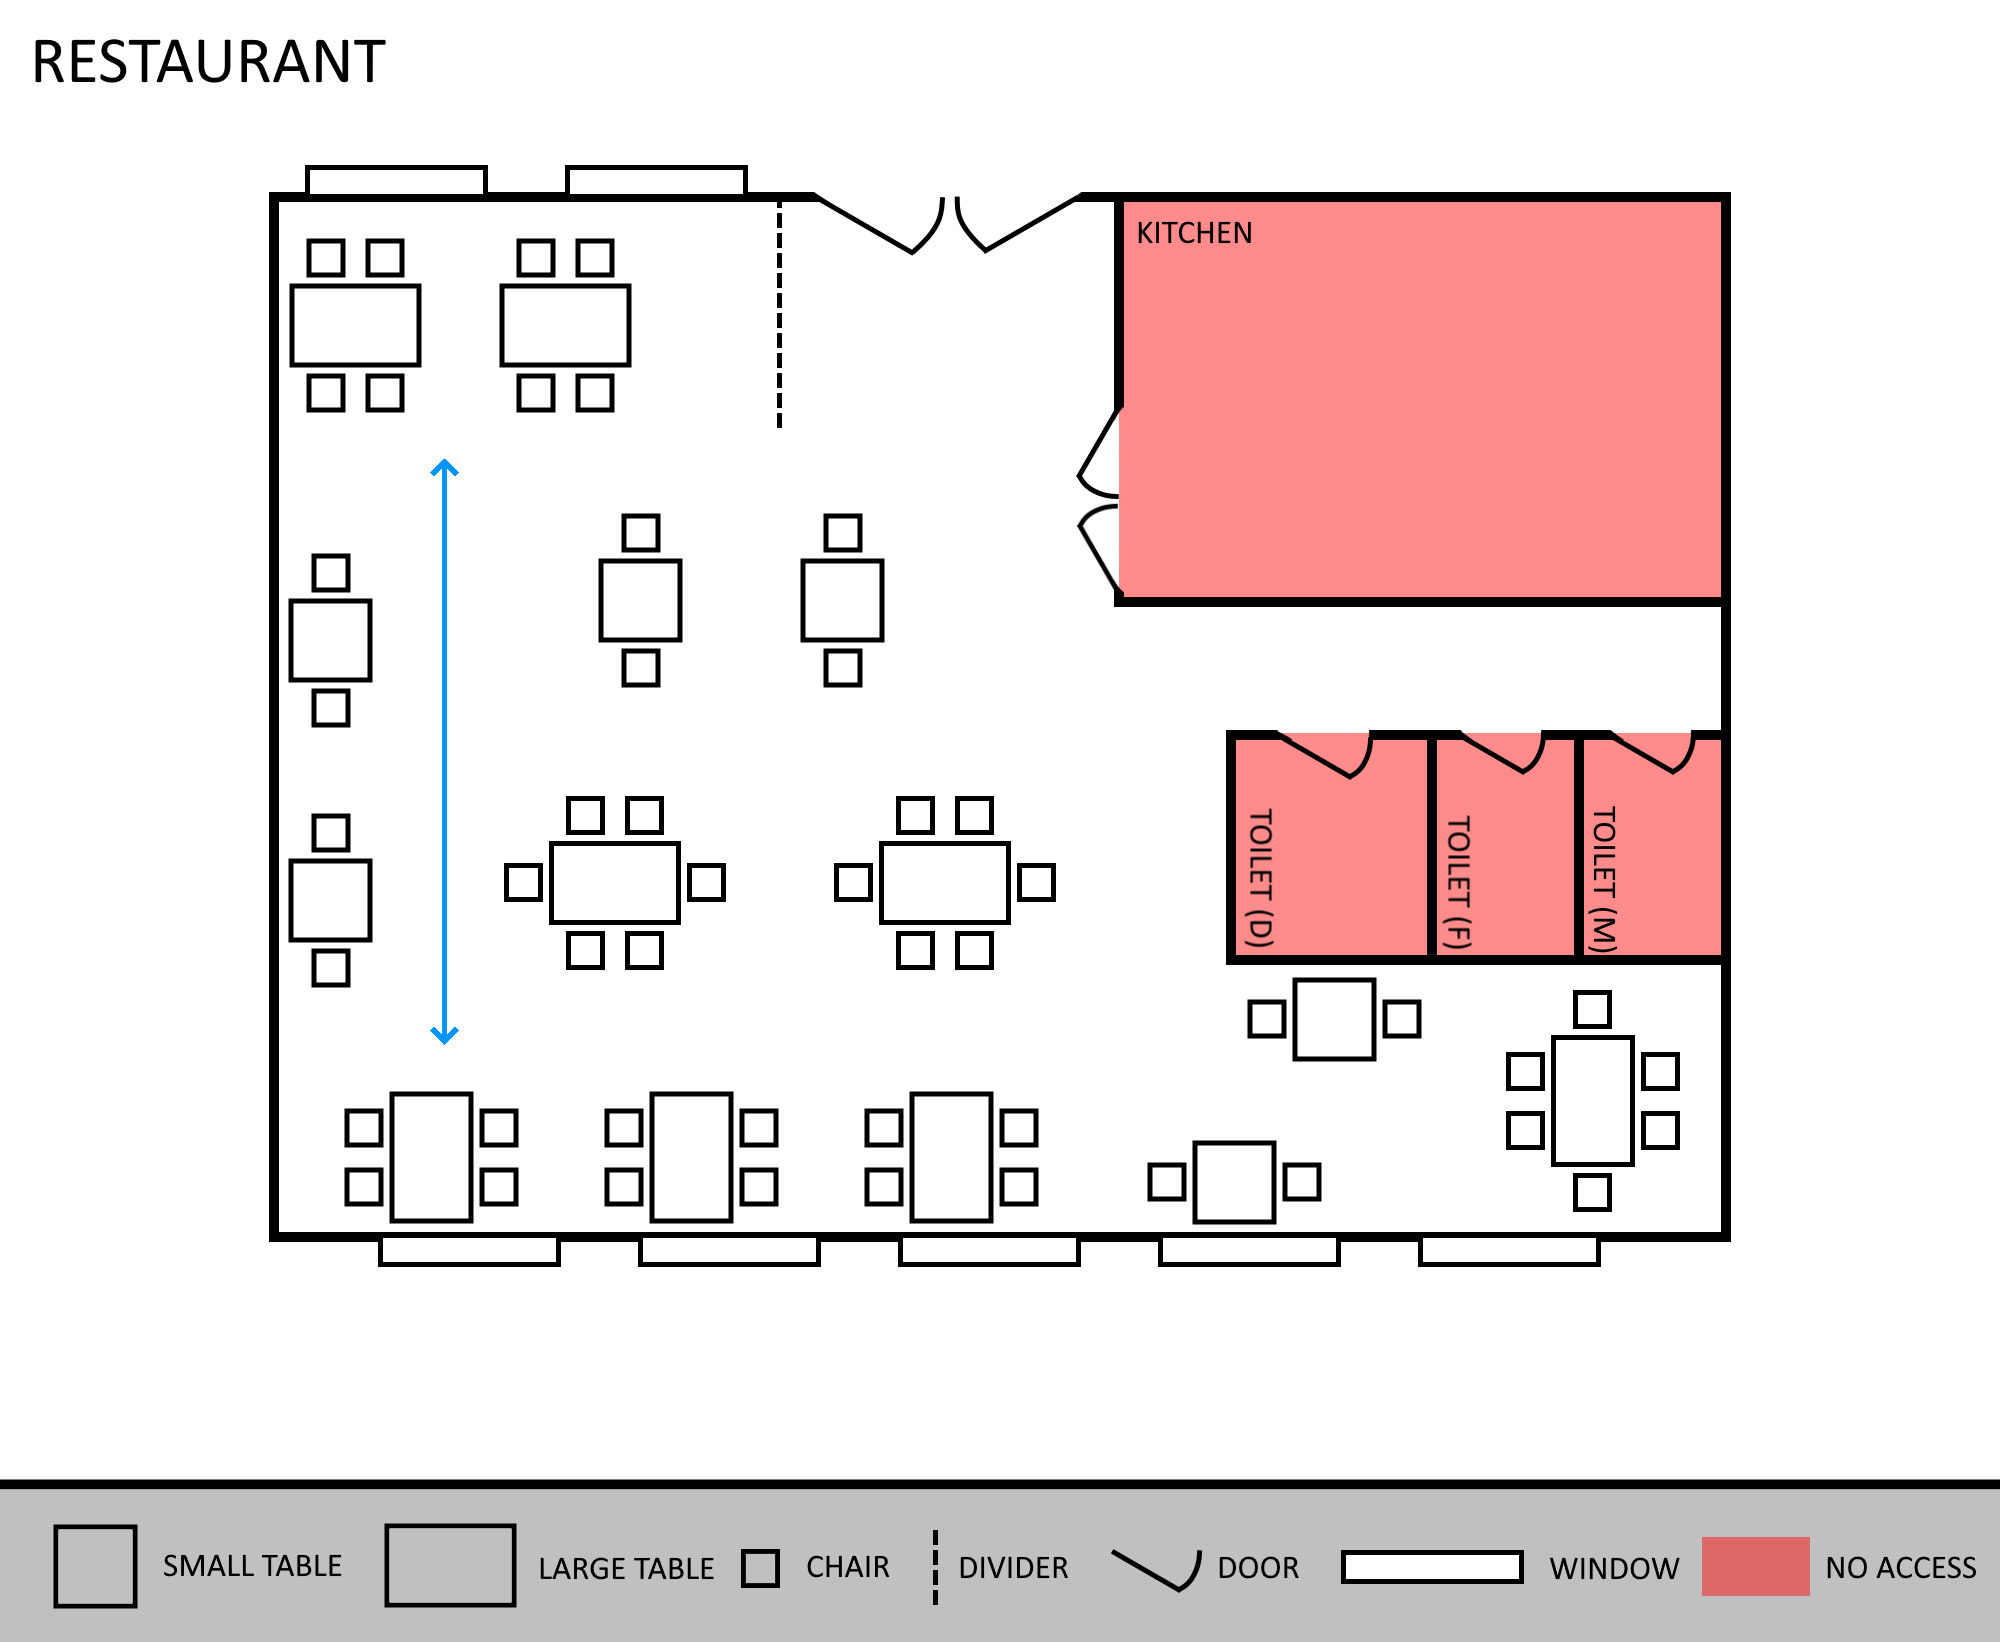 RESTAURANT
KITCHEN
TOILET (D)
TOILET (F)
TOILET (M)
SMALL TABLE
LARGE TABLE
CHAIR
DIVIDER
DOOR
WINDOW
NO ACCESS